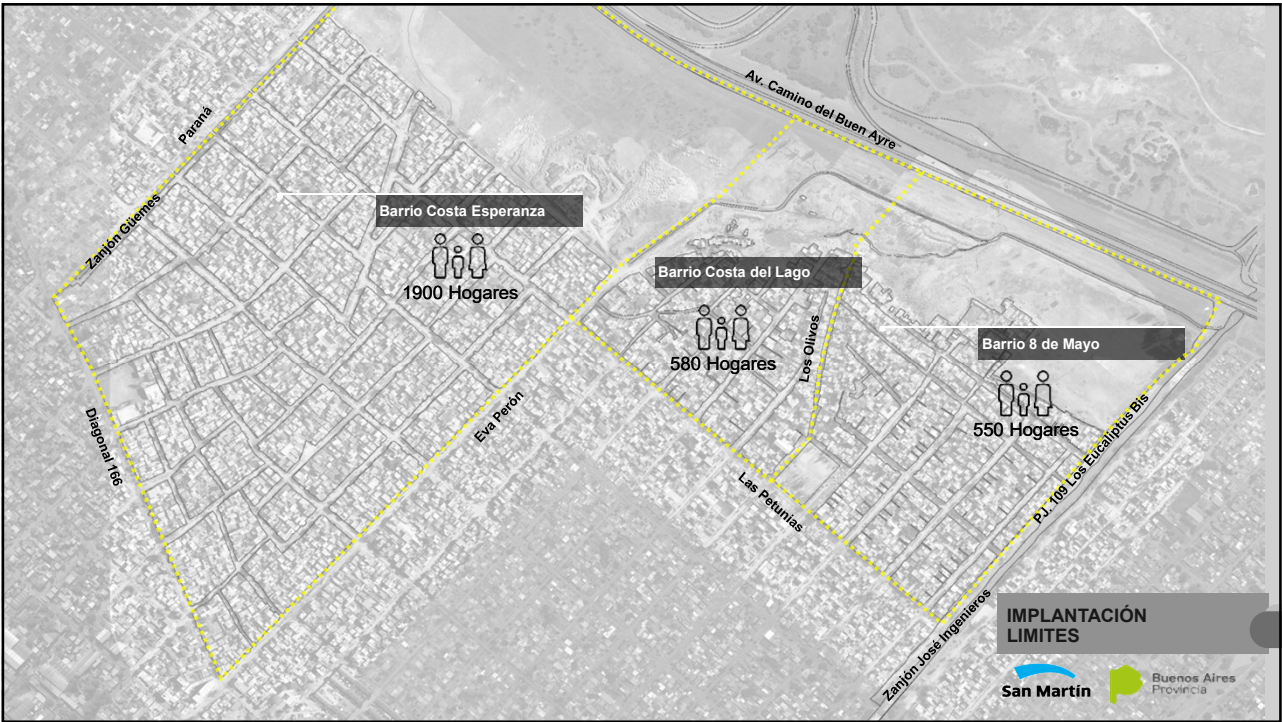 Av. Camino del Buen Ayre
Paraná
Zanjón Güemes
Barrio Costa Esperanza
1900 Hogares
Barrio Costa del Lago
580 Hogares
Los Olivos
Barrio 8 de Mayo
550 Hogares
Diagonal 166
Eva Perón
Las Petunias
PJ. 109 Los Eucaliptus Bis
Zanjón José Ingenieros
IMPLANTACIÓN
LIMITES
San Martín
Buenos Aires
Provincia